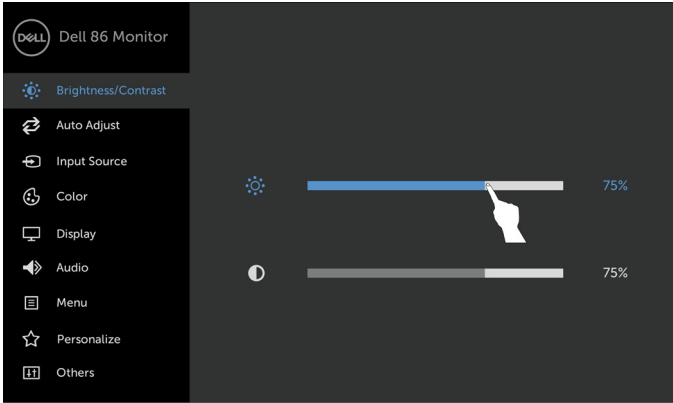 DELL
Dell 86 Monitor
Brightness/Contrast
Auto Adjust
Input Source
Color
Display
Audio
Menu
Personalize
Others
75%
75%